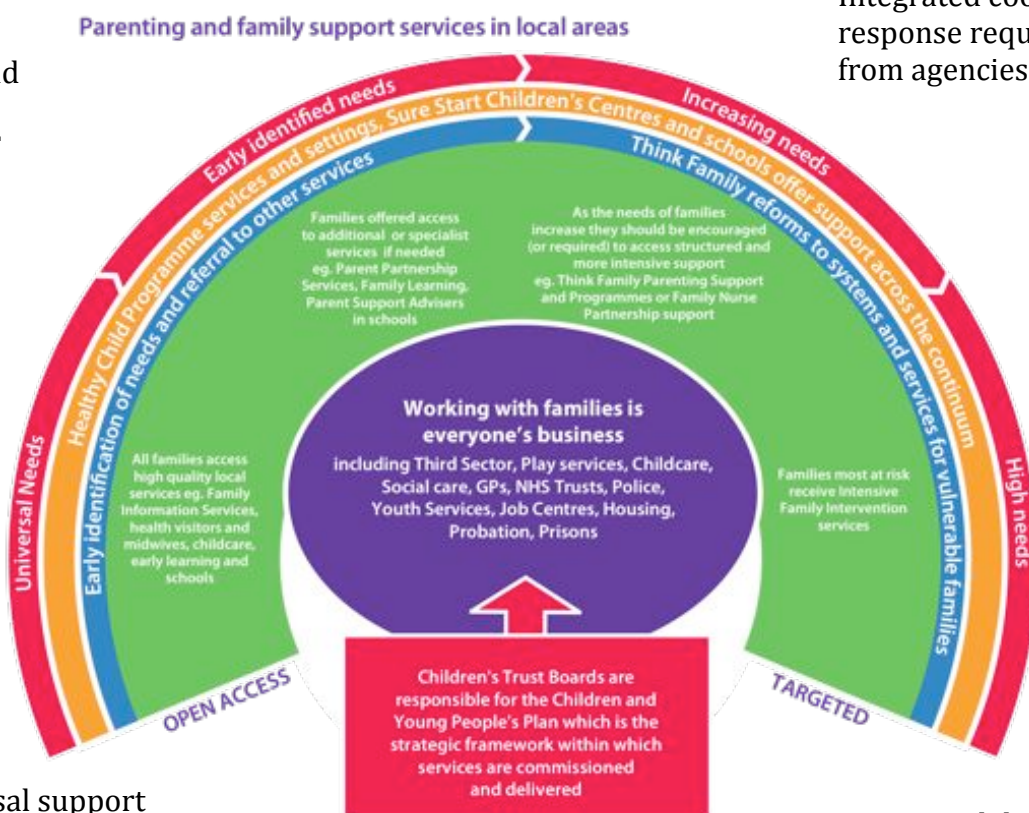 Parenting and family support services in local areas
response requ
from agencies
Universal Needs
Early identified needs
Increasing needs
High needs
Healthy Child Programme services and settings, Sure Start Children's Centres and schools offer support across the continuum
Early identification of needs and referral to other services
Think Family reforms to systems and services for vulnerable families
Families offered access
to additional or specialist
services if needed
eg. Parent Partnership
Services, Family Learning,
Parent Support Advisers
in schools
As the needs of families
increase they should be encouraged
(or required) to access structured and
more intensive support
eg. Think Family Parenting Support
and Programmes or Family Nurse
Partnership support
All families access
high quality local
services eg. Family
Information Services,
health visitors and
midwives, childcare,
early learning and
schools
Working with families is
everyone's business
including Third Sector, Play services, Childcare,
Social care, GPs, NHS Trusts, Police,
Youth Services, Job Centres, Housing,
Probation, Prisons
Families most at risk
receive Intensive
Family Intervention
services
OPEN ACCESS
TARGETED
Children's Trust Boards are
responsible for the Children and
Young People's Plan which is the
strategic framework within which
services are commissioned
and delivered
sal support